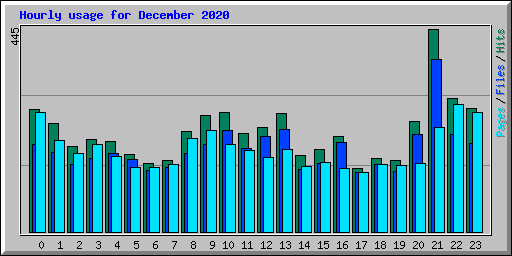 Hourly usage for December 2020
445
Pages/Files/Hits
0 1 2 3 4 5 6 7 8 9 10 11 12 13 14 15 16 17 18 19 20 21 22 23